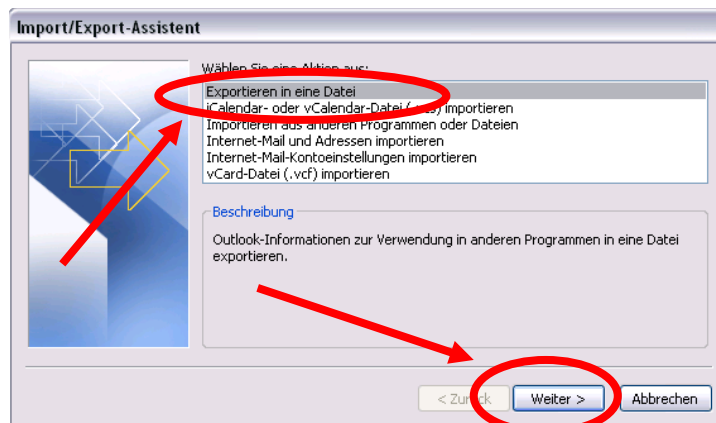 Import/Export-Assistent
Wählen Sie eine Aktion aus:
Exportieren in eine Datei
iCalendar- oder vCalendar-Datei (.vcs) importieren
Importieren aus anderen Programmen oder Dateien
Internet-Mail und Adressen importieren
Internet-Mail-Kontoeinstellungen importieren
vCard-Datei (.vcf) importieren
Beschreibung
Outlook-Informationen zur Verwendung in anderen Programmen in eine Datei
exportieren.
< Zurück
Weiter >
Abbrechen